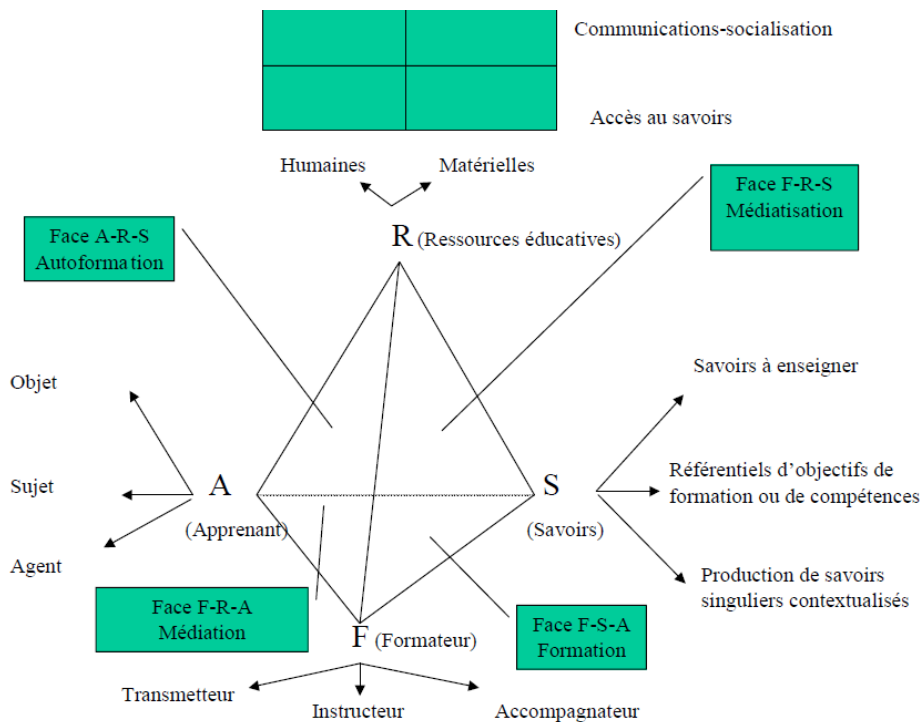 Communications-socialisation
Accès au savoirs
Humaines
Matérielles
Face F-R-S
Médiatisation
Face A-R-S
Autoformation
R (Ressources éducatives)
Objet
Savoirs à enseigner
Sujet
A
S
Référentiels d'objectifs de
formation ou de compétences
(Apprenant)
(Savoirs)
Agent
Production de savoirs
singuliers contextualisés
Face F-R-A
Médiation
F (Formateur)
Face F-S-A
Formation
Transmetteur
Instructeur
Accompagnateur